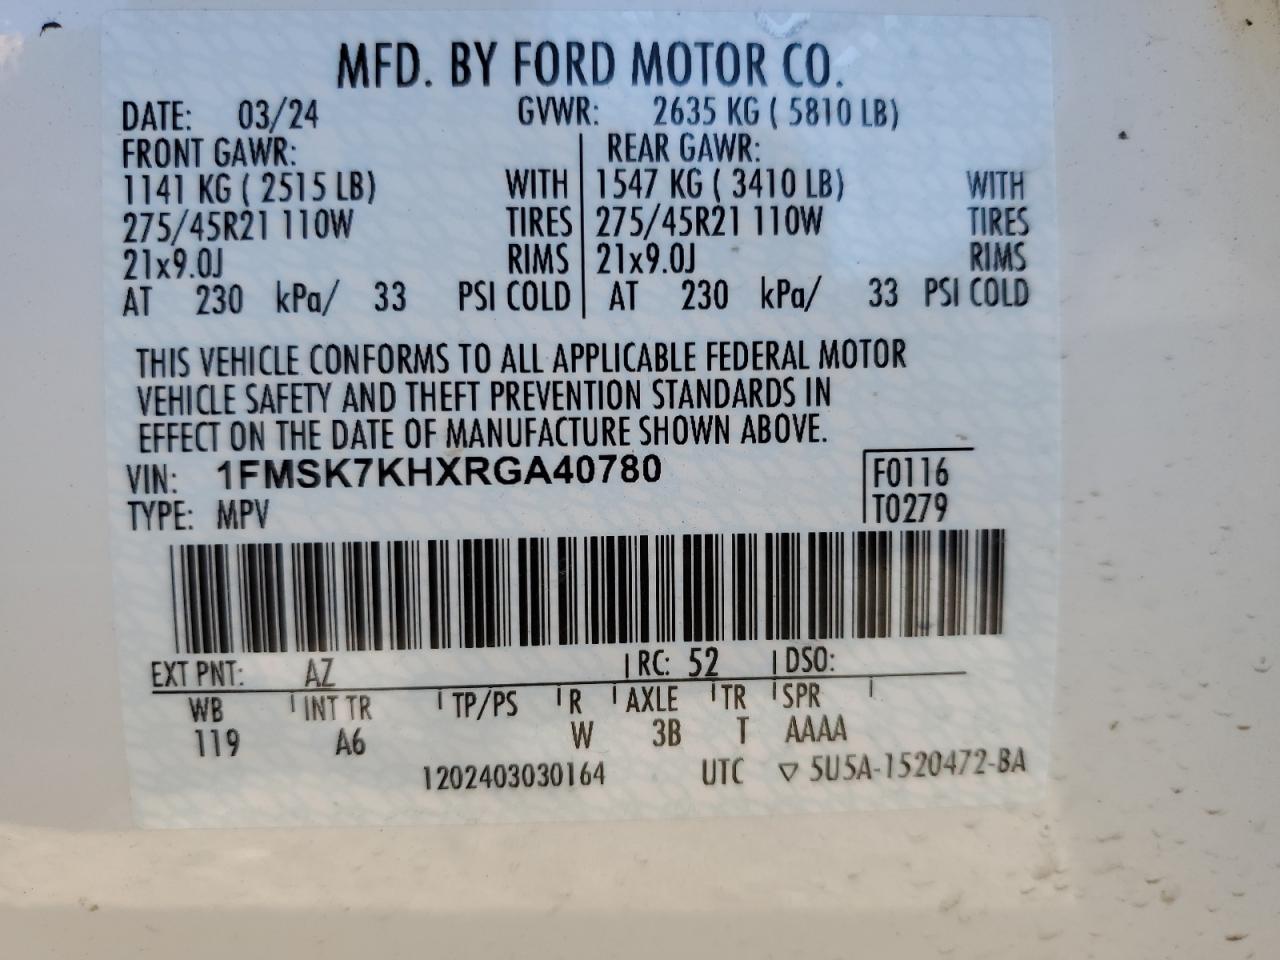 MFD. BY FORD MOTOR CO.
DATE: 03/24 GVWR: 2635 KG ( 5810 LB)
FRONT GAWR: REAR GAWR:
1141 KG ( 2515 LB) WITH 1547 KG ( 3410 LB) WITH
275/45R21 110W TIRES 275/45R21 110W TIRES
21x9.0J RIMS 21x9.0J RIMS
AT 230 kPa/ 33 PSI COLD AT 230 kPa/ 33 PSI COLD
THIS VEHICLE CONFORMS TO ALL APPLICABLE FEDERAL MOTOR
VEHICLE SAFETY AND THEFT PREVENTION STANDARDS IN
EFFECT ON THE DATE OF MANUFACTURE SHOWN ABOVE.
VIN: 1FMSK7KHXRGA40780 F0116
TYPE: MPV T0279
EXT PNT: AZ RC: 52 DSO:
WB INT TR TP/PS R AXLE TR SPR
119 A6 W 3B T AAAA
1202403030164 UTC ▽ 5U5A-1520472-BA